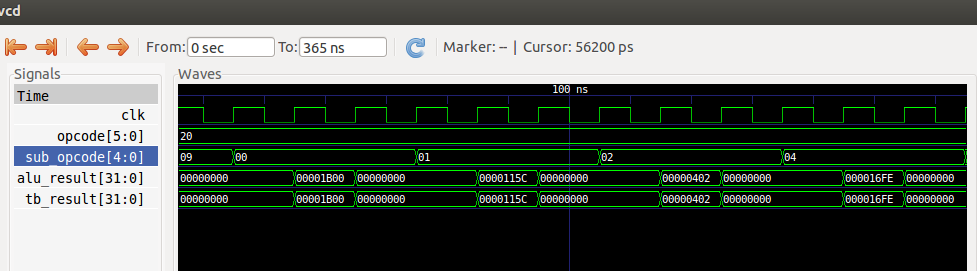 vcd
From: 0 sec To: 365 ns Marker: -- | Cursor: 56200 ps
Signals Waves
Time 100 ns
clk
opcode[5:0] 20
sub_opcode[4:0] 09 00 01 02 04
alu_result[31:0] 00000000 00001B00 00000000 0000115C 00000000 00000402 00000000 000016FE 00000000
tb_result[31:0] 00000000 00001B00 00000000 0000115C 00000000 00000402 00000000 000016FE 00000000